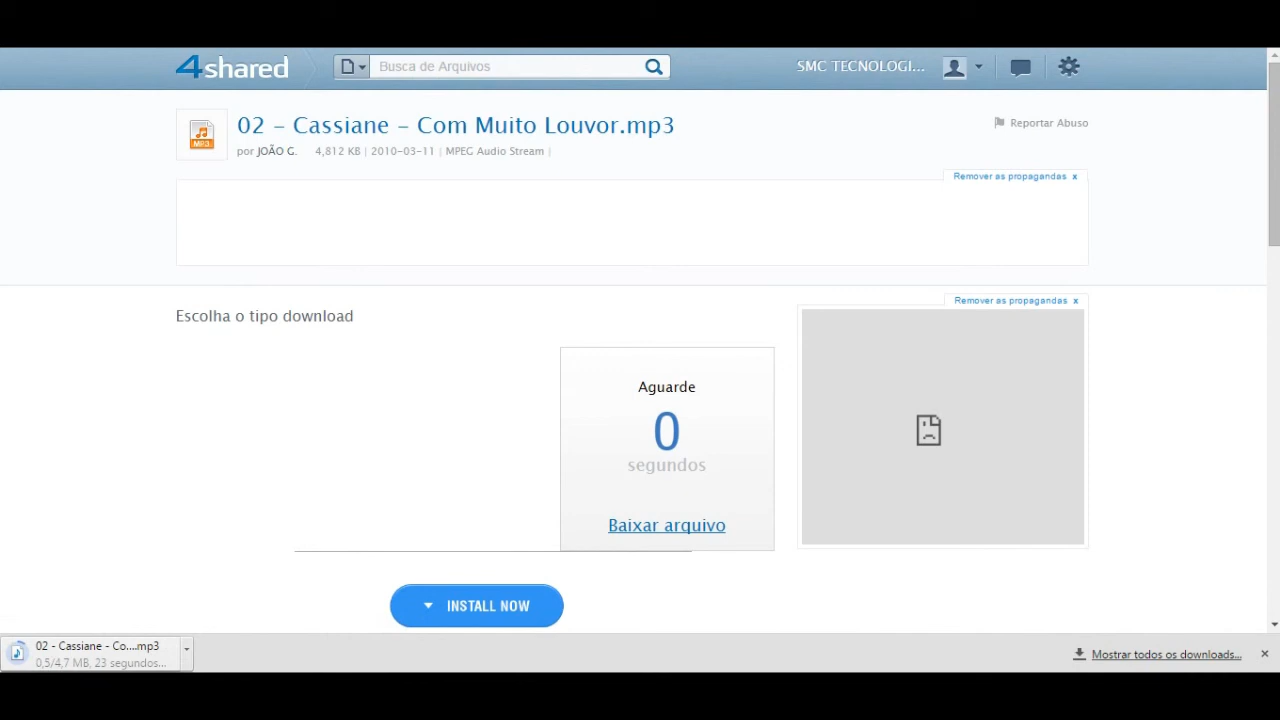 4shared
Busca de Arquivos
SMC TECNOLOGI...
02 - Cassiane - Com Muito Louvor.mp3
Reportar Abuso
MP3
por JOÃO G. 4,812 KB | 2010-03-11 | MPEG Audio Stream |
Remover as propagandas x
Remover as propagandas x
Escolha o tipo download
Aguarde
0
segundos
Baixar arquivo
INSTALL NOW
02 - Cassiane - Co....mp3
0,5/4,7 MB, 23 segundos...
Mostrar todos os downloads...